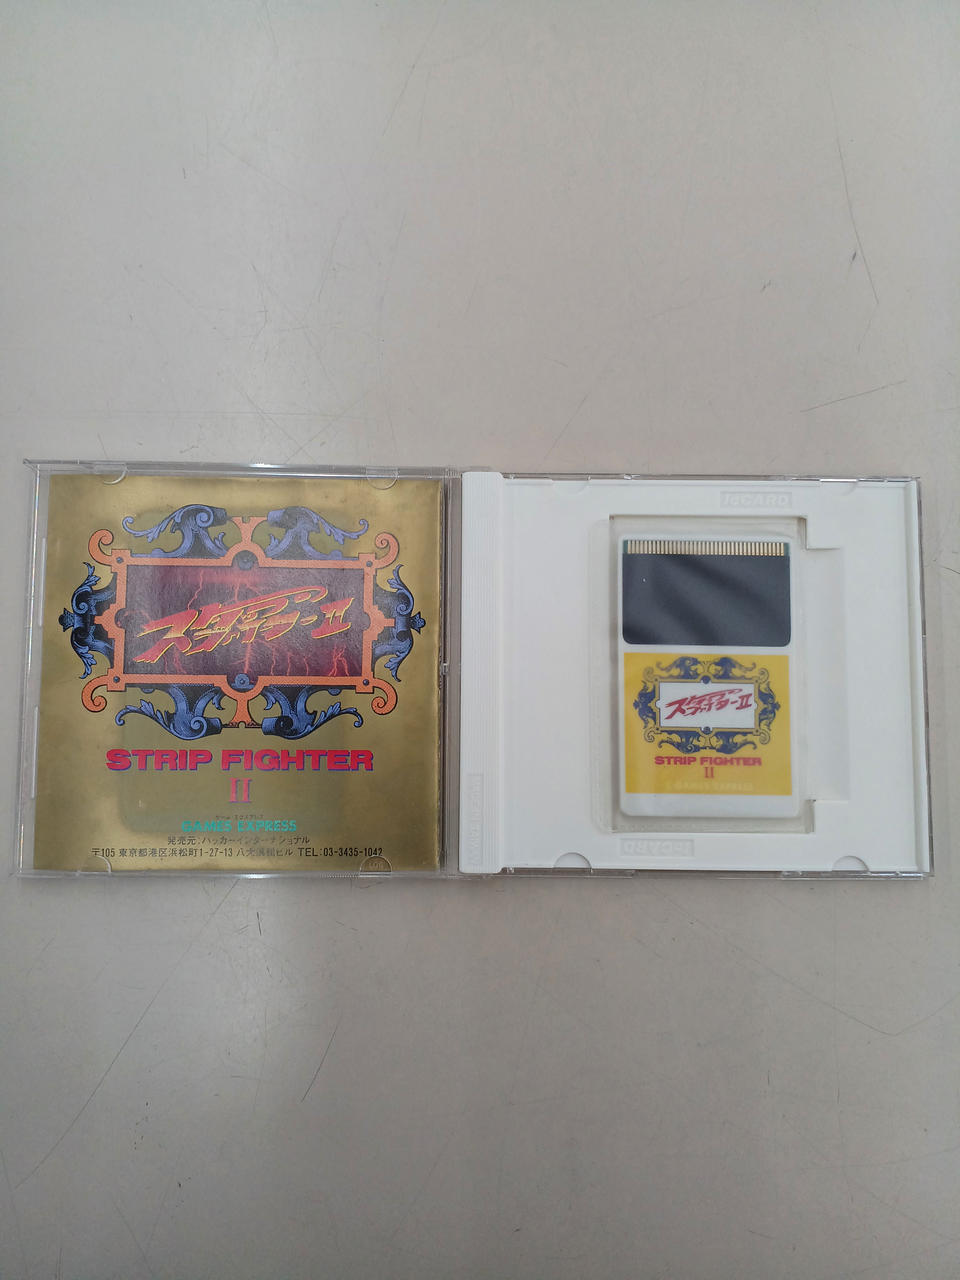 ストリップ
ファイターII
STRIP FIGHTER
II
ゲーム エクスプレス
GAMES EXPRESS
発売元:ハッカーインターナショナル
〒105 東京都港区浜松町1-27-13 八大浜松ビル TEL:03-3435-1042
IcCARD
ストリップ
ファイターII
STRIP FIGHTER
II
GAMES EXPRESS
IcCARD